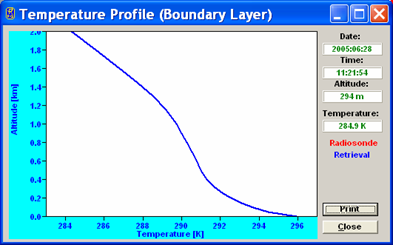 Temperature Profile (Boundary Layer)
2.0
1.8
1.6
1.4
1.2
1.0
0.8
0.6
0.4
0.2
0.0
Altitude [km]
284
286
288
290
292
294
296
Temperature [K]
Date:
2005:06:28
Time:
11:21:54
Altitude:
294 m
Temperature:
284.9 K
Radiosonde
Retrieval
Print
Close